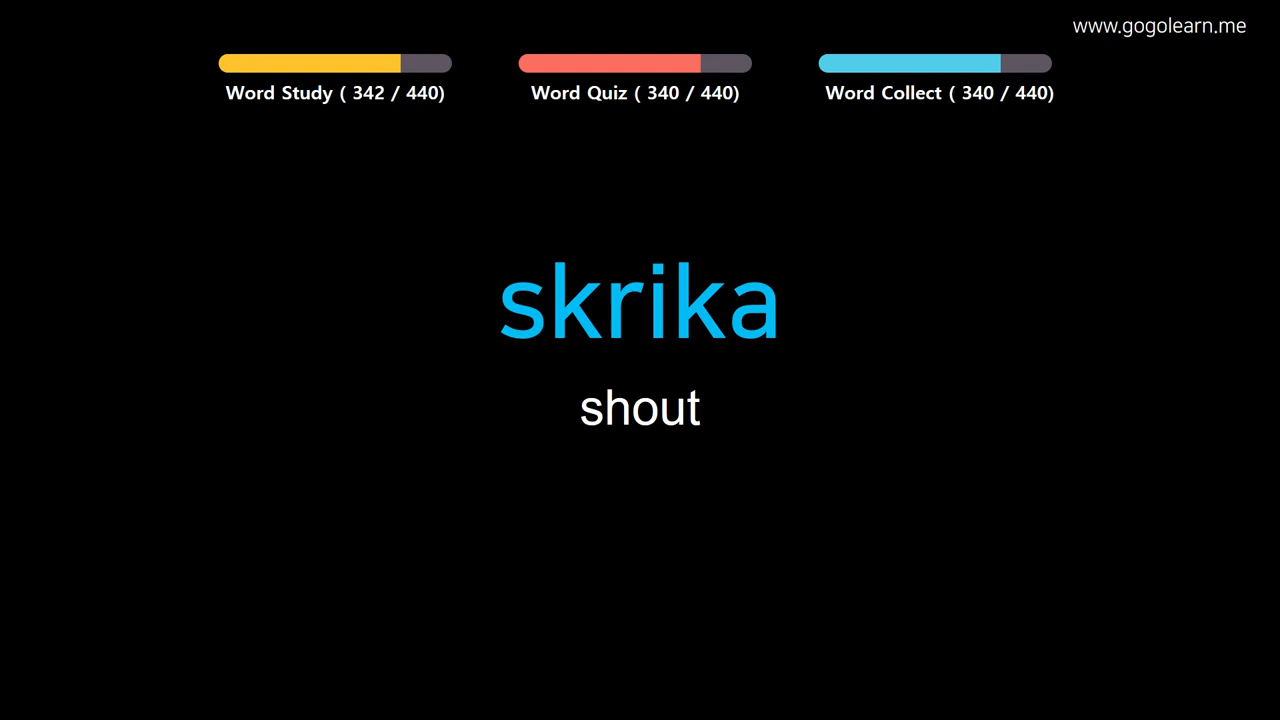 www.gogolearn.me
Word Study ( 342 / 440)
Word Quiz ( 340 / 440)
Word Collect ( 340 / 440)
skrika
shout